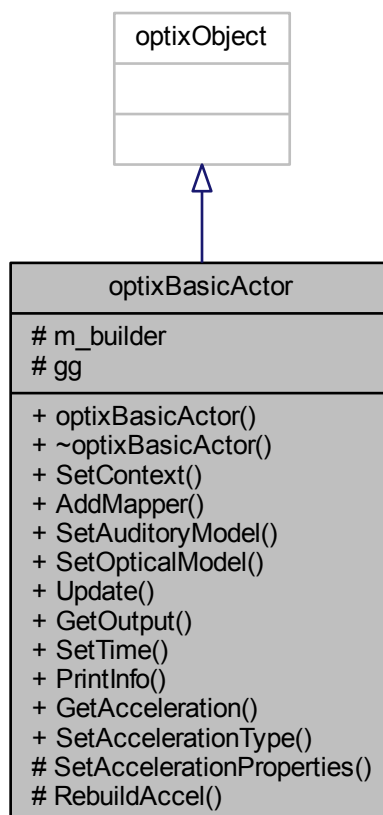 optixObject
optixBasicActor
# m_builder
# gg
+ optixBasicActor()
+ ~optixBasicActor()
+ SetContext()
+ AddMapper()
+ SetAuditoryModel()
+ SetOpticalModel()
+ Update()
+ GetOutput()
+ SetTime()
+ PrintInfo()
+ GetAcceleration()
+ SetAccelerationType()
# SetAccelerationProperties()
# RebuildAccel()